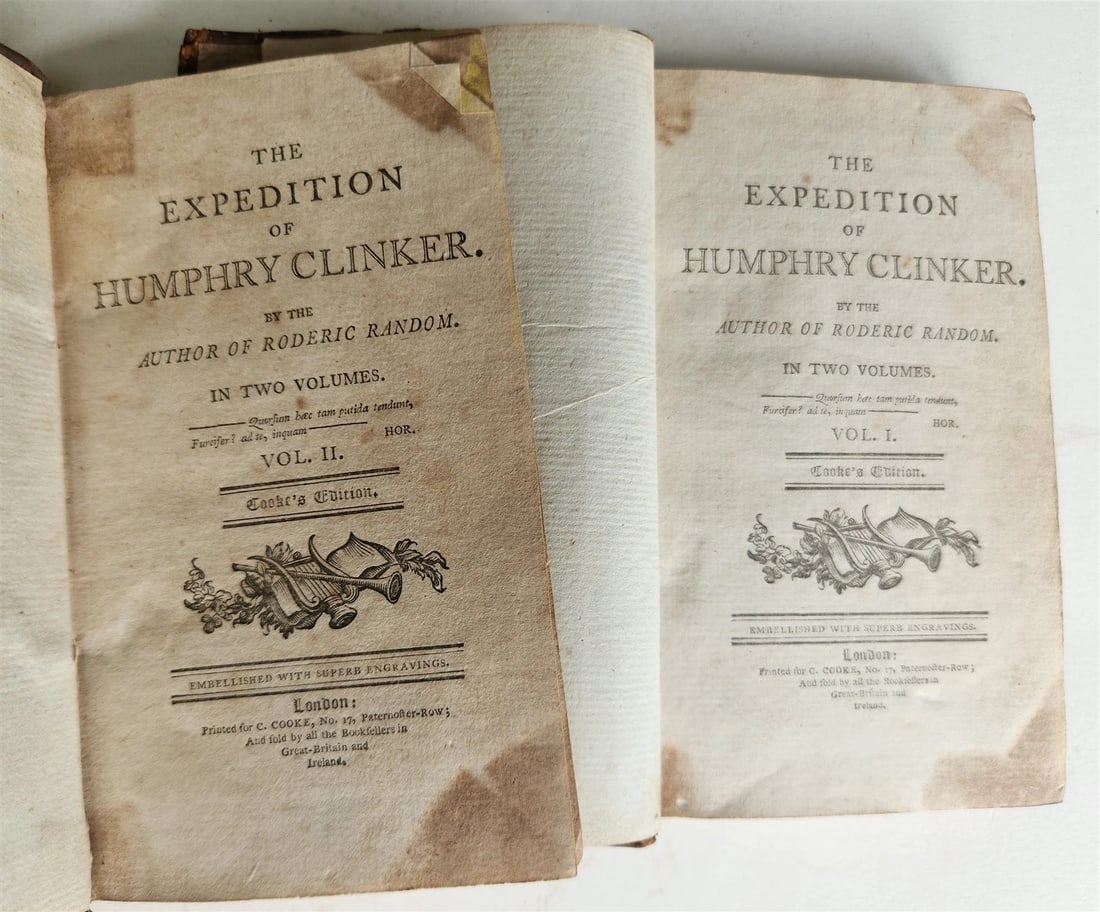 THE
EXPEDITION
OF
HUMPHRY CLINKER.
BY THE
AUTHOR OF RODERIC RANDOM.
IN TWO VOLUMES.
Quorſum hæc tam putida tendunt,
Furcifer? ad te, inquam
HOR.
VOL. II.
Cooke's Edition.
EMBELLISHED WITH SUPERB ENGRAVINGS.
London:
Printed for C. COOKE, No. 17, Paternoſter-Row;
And ſold by all the Bookſellers in
Great-Britain and
Ireland.
THE
EXPEDITION
OF
HUMPHRY CLINKER.
BY THE
AUTHOR OF RODERIC RANDOM.
IN TWO VOLUMES.
Quorſum hæc tam putida tendunt,
Furcifer? ad te, inquam
HOR.
VOL. I.
Cooke's Edition.
EMBELLISHED WITH SUPERB ENGRAVINGS.
London:
Printed for C. COOKE, No. 17, Paternoſter-Row;
And ſold by all the Bookſellers in
Great-Britain and
Ireland.